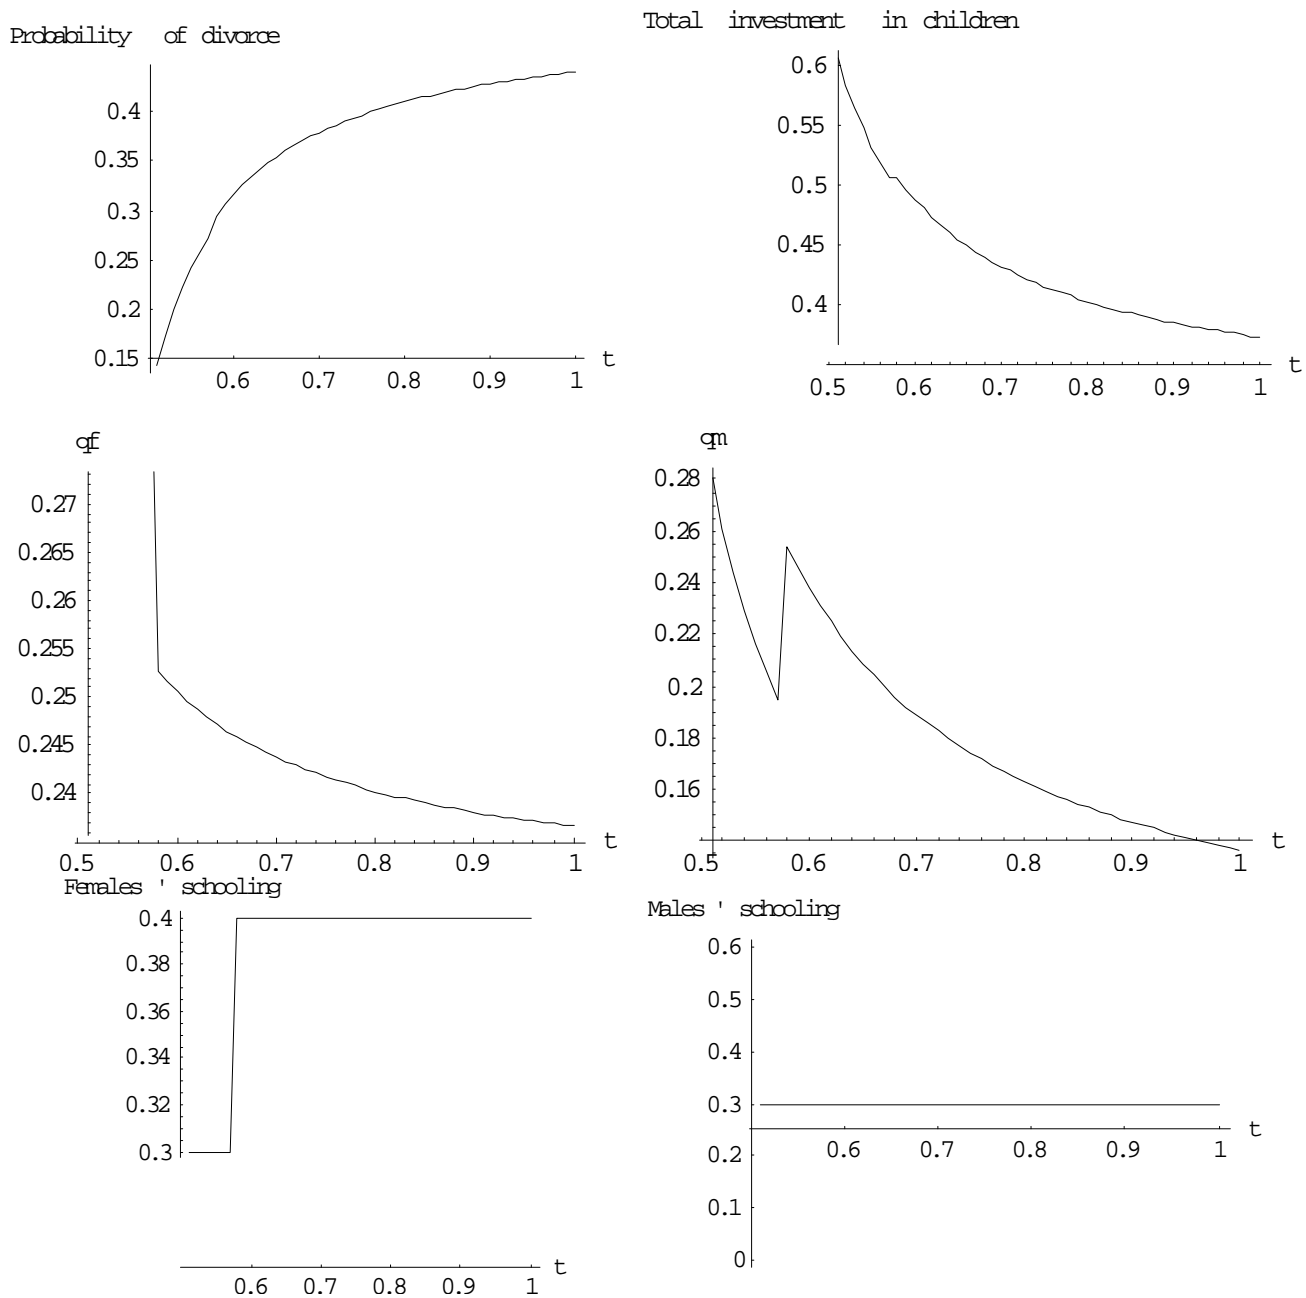 Probability of divorce
0.4
0.35
0.3
0.25
0.2
0.15
0.6 0.7 0.8 0.9 1
t
Total investment in children
0.6
0.55
0.5
0.45
0.4
0.5 0.6 0.7 0.8 0.9 1
t
qf
0.27
0.265
0.26
0.255
0.25
0.245
0.24
0.5 0.6 0.7 0.8 0.9 1
t
qm
0.28
0.26
0.24
0.22
0.2
0.18
0.16
0.5 0.6 0.7 0.8 0.9 1
t
Females ' schooling
0.4
0.38
0.36
0.34
0.32
0.3
0.6 0.7 0.8 0.9 1
t
Males ' schooling
0.6
0.5
0.4
0.3
0.2
0.1
0
0.6 0.7 0.8 0.9 1
t